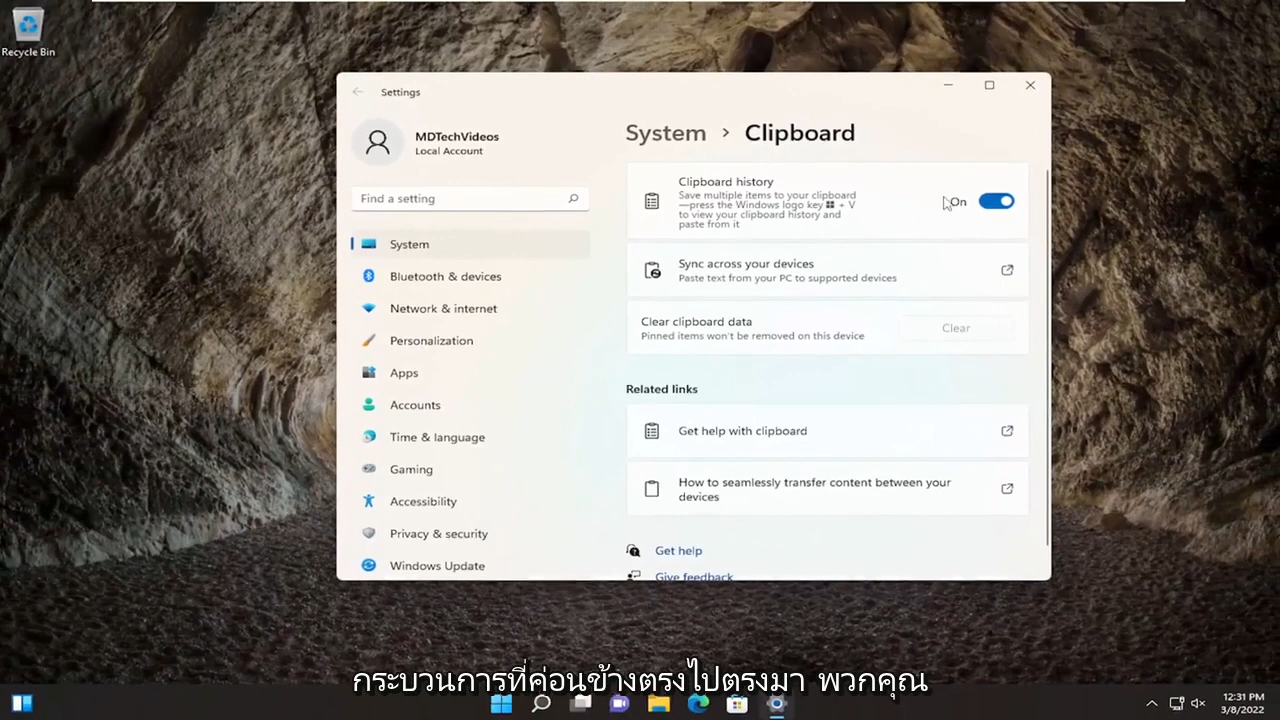 Recycle Bin
Settings
MDTechVideos
Local Account
Find a setting
System
Bluetooth & devices
Network & internet
Personalization
Apps
Accounts
Time & language
Gaming
Accessibility
Privacy & security
Windows Update
System > Clipboard
Clipboard history
Save multiple items to your clipboard
—press the Windows logo key + V
to view your clipboard history and
paste from it
On
Sync across your devices
Paste text from your PC to supported devices
Clear clipboard data
Pinned items won't be removed on this device
Clear
Related links
Get help with clipboard
How to seamlessly transfer content between your
devices
Get help
Give feedback
กระบวนการที่ค่อนข้างตรงไปตรงมา พวกคุณ
12:31 PM
3/8/2022